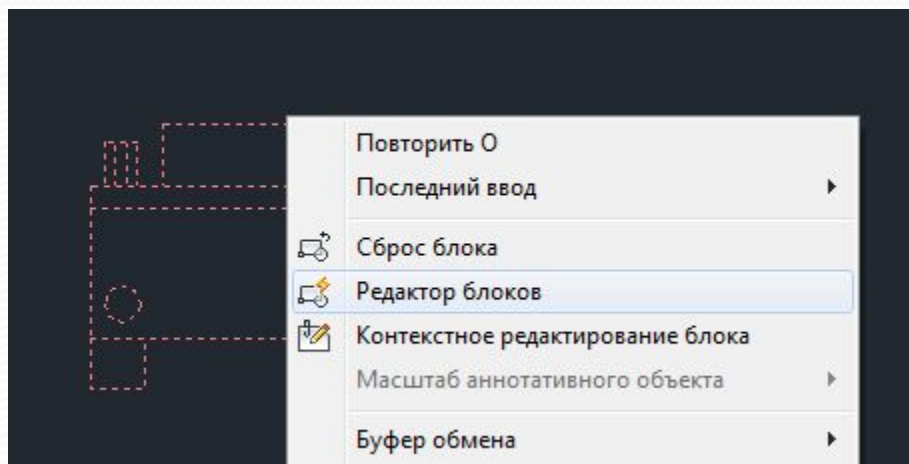 Повторить О
Последний ввод
Сброс блока
Редактор блоков
Контекстное редактирование блока
Масштаб аннотативного объекта
Буфер обмена